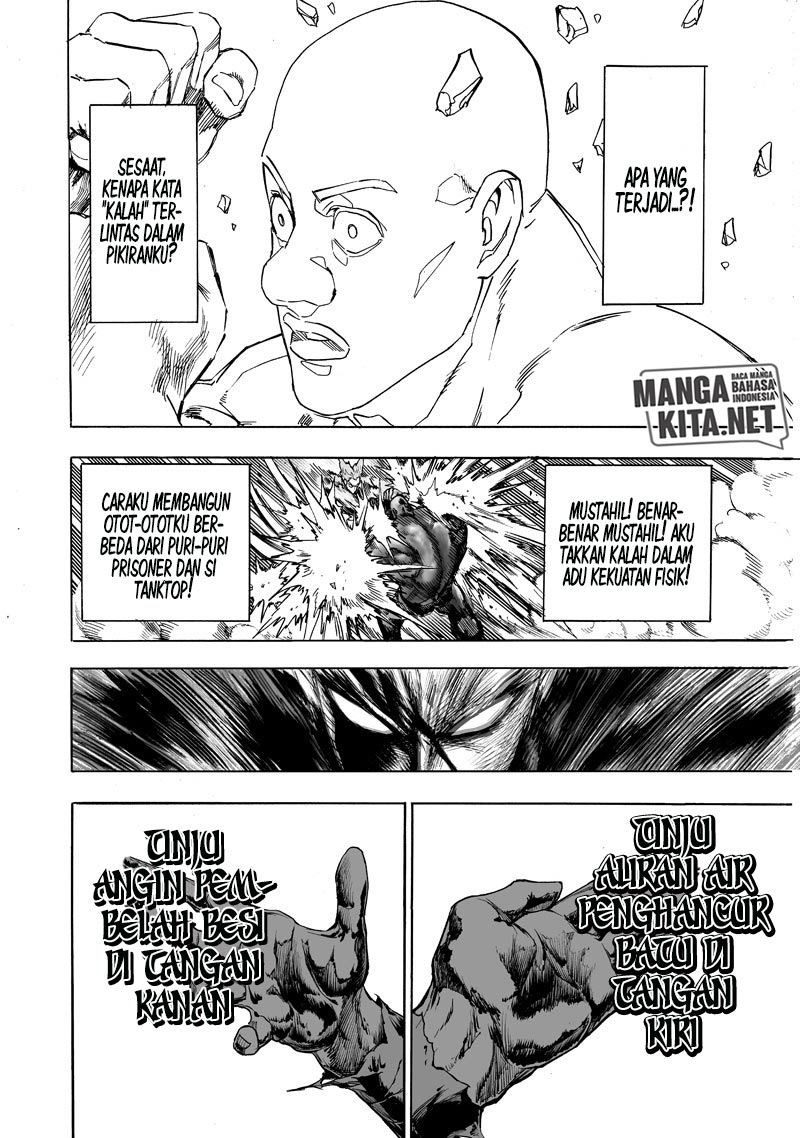 APA YANG
TERJADI...?!
SESAAT,
KENAPA KATA
"KALAH" TER-
LINTAS DALAM
PIKIRANKU?
MANGA
KITA.NET
BACA MANGA
BAHASA
INDONESIA
MUSTAHIL! BENAR-
BENAR MUSTAHIL! AKU
TAKKAN KALAH DALAM
ADU KEKUATAN FISIK!
CARAKU MEMBANGUN
OTOT-OTOTKU BER-
BEDA DARI PURI-PURI
PRISONER DAN SI
TANKTOP!
TINJU
ALIRAN AIR
PENGHANCUR
BATU DI
TANGAN
KIRI
TINJU
ANGIN PEM-
BELAH BESI
DI TANGAN
KANAN